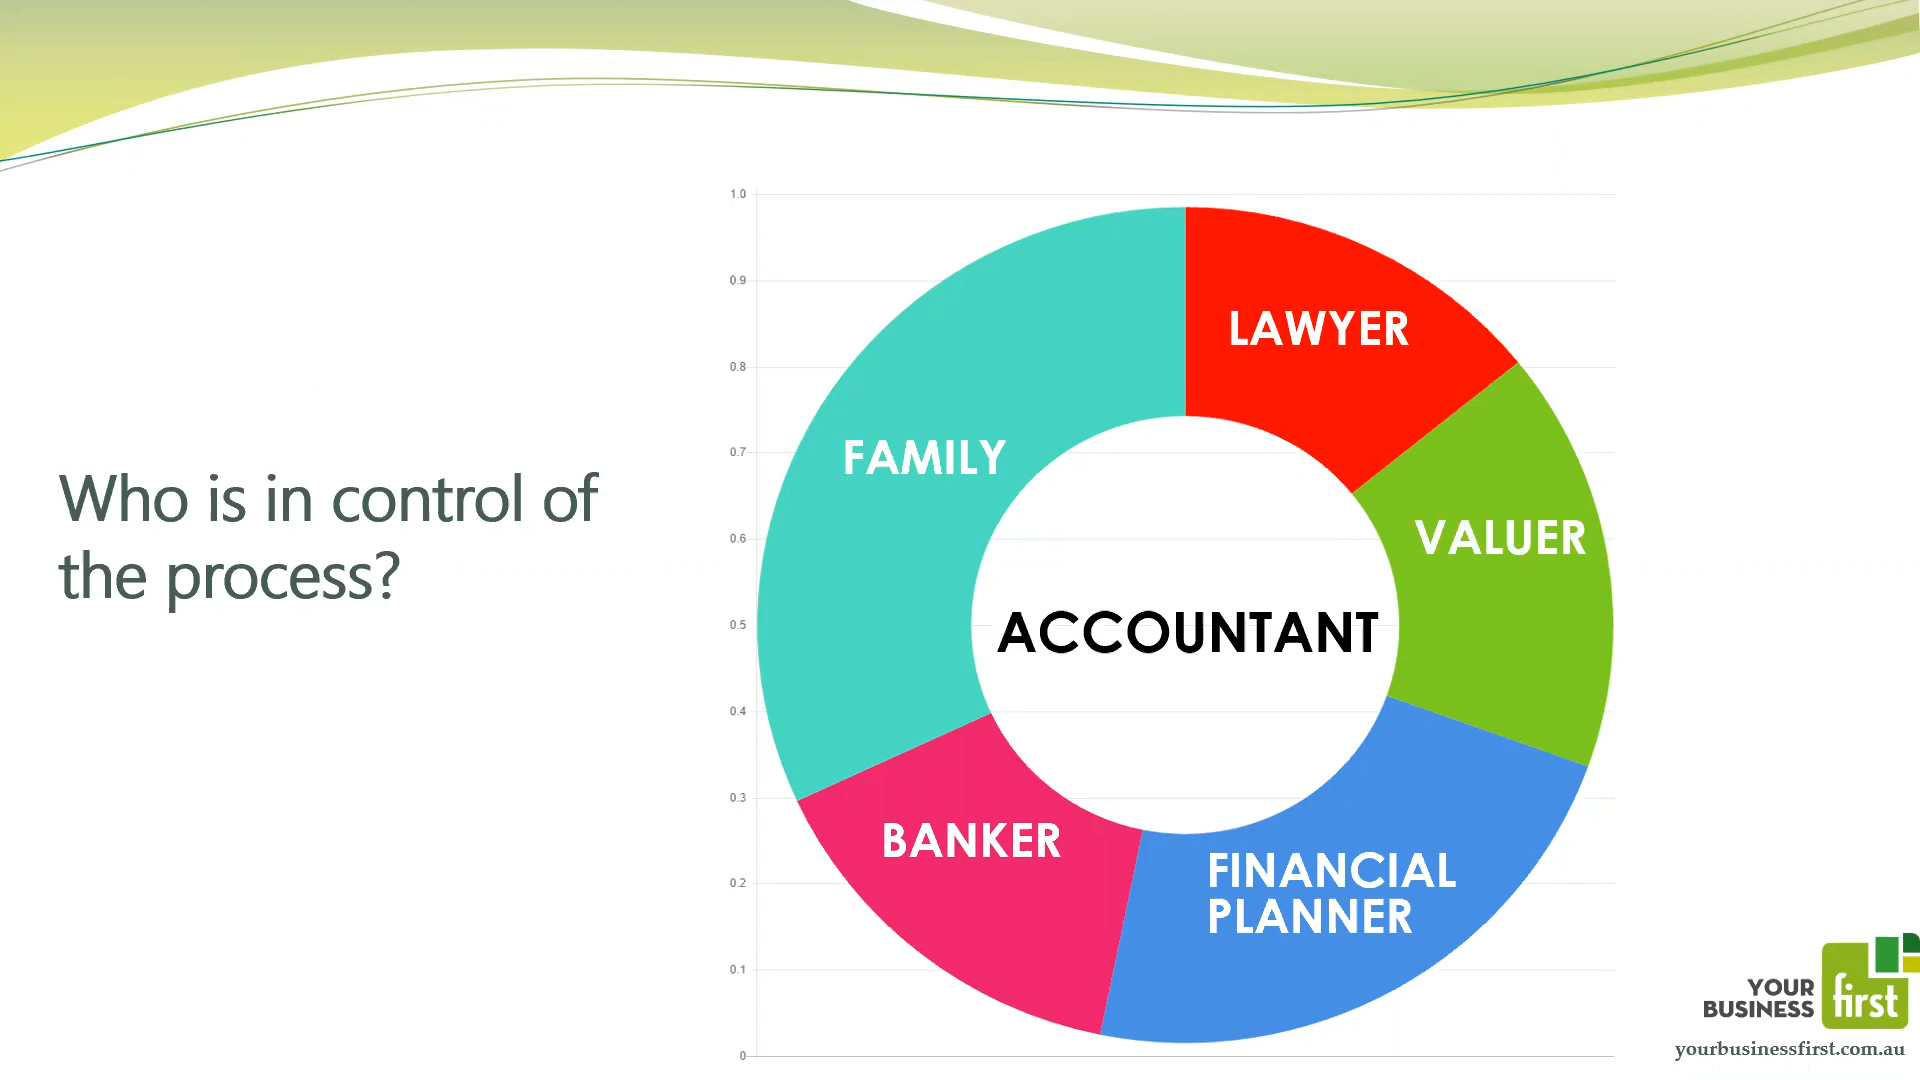 Who is in control of
the process?
1.0
0.9
0.8
0.7
0.6
0.5
0.4
0.3
0.2
0.1
0
LAWYER
FAMILY
VALUER
ACCOUNTANT
BANKER
FINANCIAL
PLANNER
YOUR
BUSINESS
first
yourbusinessfirst.com.au